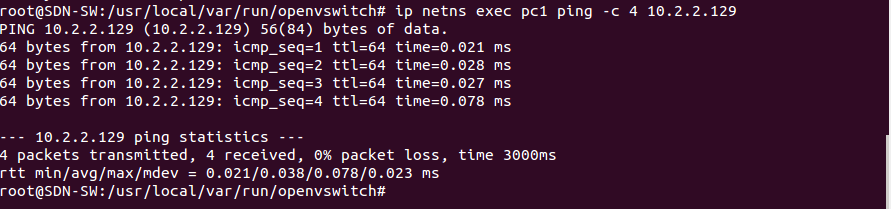 root@SDN-SW:/usr/local/var/run/openvswitch# ip netns exec pc1 ping -c 4 10.2.2.129
PING 10.2.2.129 (10.2.2.129) 56(84) bytes of data.
64 bytes from 10.2.2.129: icmp_seq=1 ttl=64 time=0.021 ms
64 bytes from 10.2.2.129: icmp_seq=2 ttl=64 time=0.028 ms
64 bytes from 10.2.2.129: icmp_seq=3 ttl=64 time=0.027 ms
64 bytes from 10.2.2.129: icmp_seq=4 ttl=64 time=0.078 ms
--- 10.2.2.129 ping statistics ---
4 packets transmitted, 4 received, 0% packet loss, time 3000ms
rtt min/avg/max/mdev = 0.021/0.038/0.078/0.023 ms
root@SDN-SW:/usr/local/var/run/openvswitch#